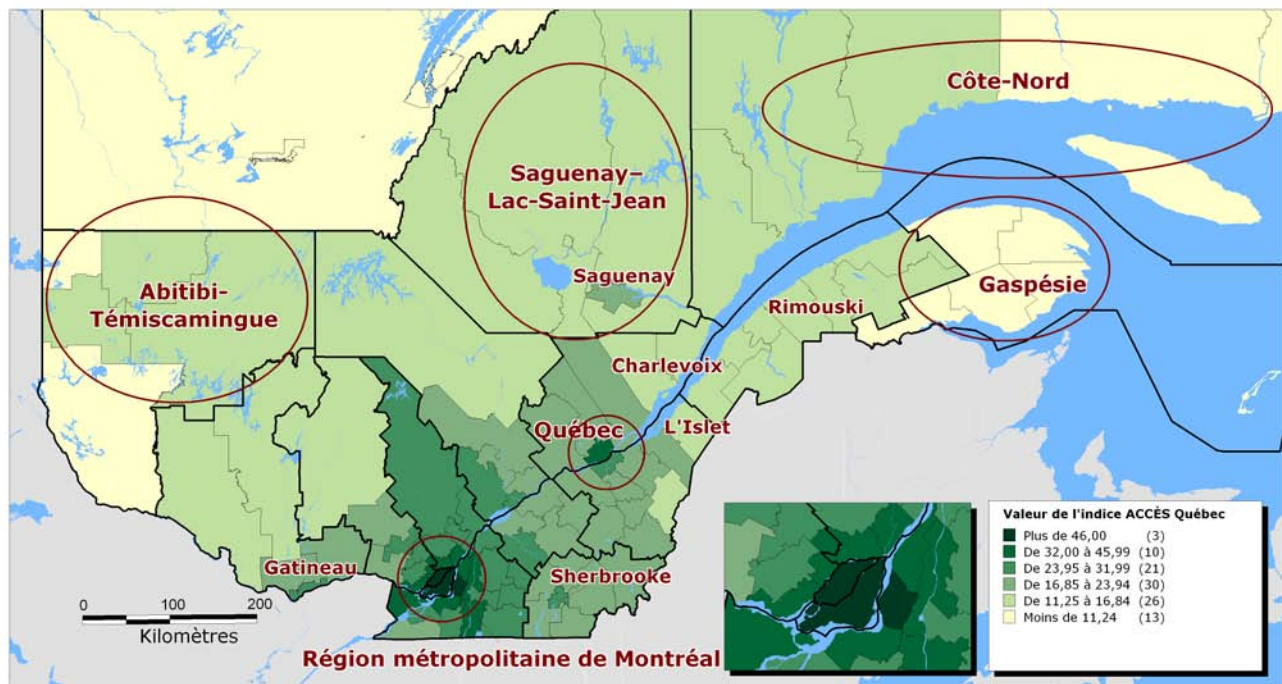 Côte-Nord
Saguenay–
Lac-Saint-Jean
Saguenay
Abitibi-
Témiscamingue
Gaspésie
Rimouski
Charlevoix
Québec
L'Islet
Gatineau
Sherbrooke
0 100 200
Kilomètres
Région métropolitaine de Montréal
Valeur de l'indice ACCÈS Québec
Plus de 46,00 (3)
De 32,00 à 45,99 (10)
De 23,95 à 31,99 (21)
De 16,85 à 23,94 (30)
De 11,25 à 16,84 (26)
Moins de 11,24 (13)